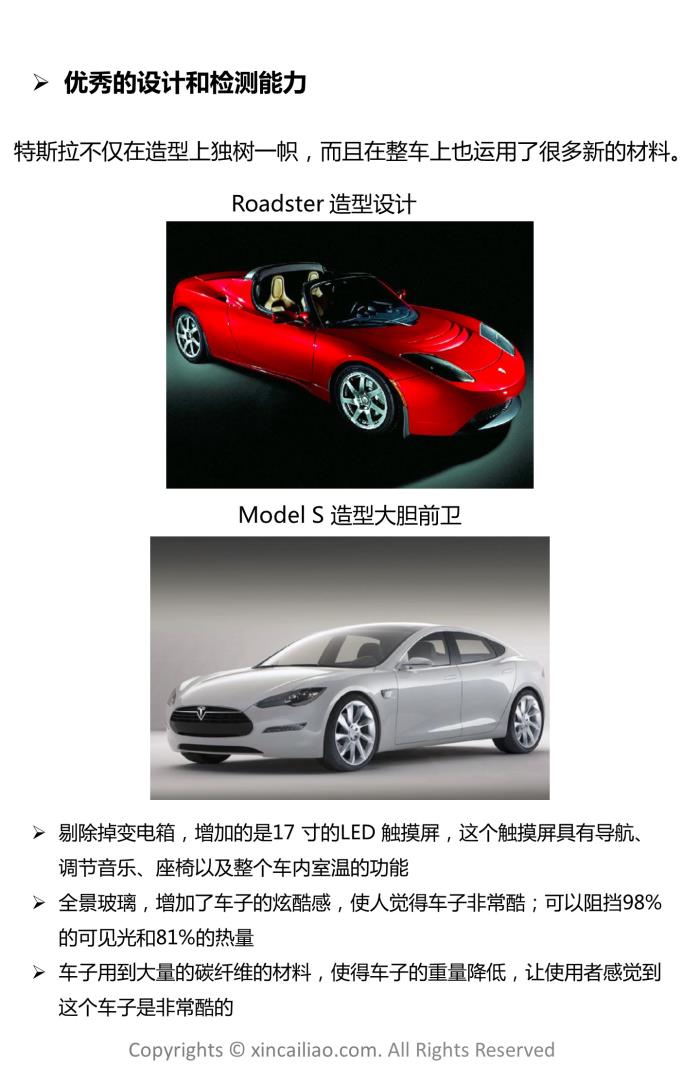 ➢ 优秀的设计和检测能力
特斯拉不仅在造型上独树一帜，而且在整车上也运用了很多新的材料。
Roadster 造型设计
Model S 造型大胆前卫
➢ 剔除掉变电箱，增加的是17 寸的LED 触摸屏，这个触摸屏具有导航、
调节音乐、座椅以及整个车内室温的功能
➢ 全景玻璃，增加了车子的炫酷感，使人觉得车子非常酷；可以阻挡98%
的可见光和81%的热量
➢ 车子用到大量的碳纤维的材料，使得车子的重量降低，让使用者感觉到
这个车子是非常酷的
Copyrights © xincailiao.com. All Rights Reserved